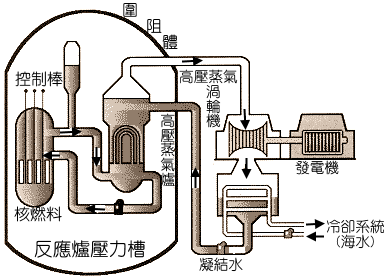 圍阻體
控制棒
高壓蒸氣
渦輪機
高壓蒸氣爐
發電機
核燃料
反應爐壓力槽
冷卻系統
(海水)
凝結水